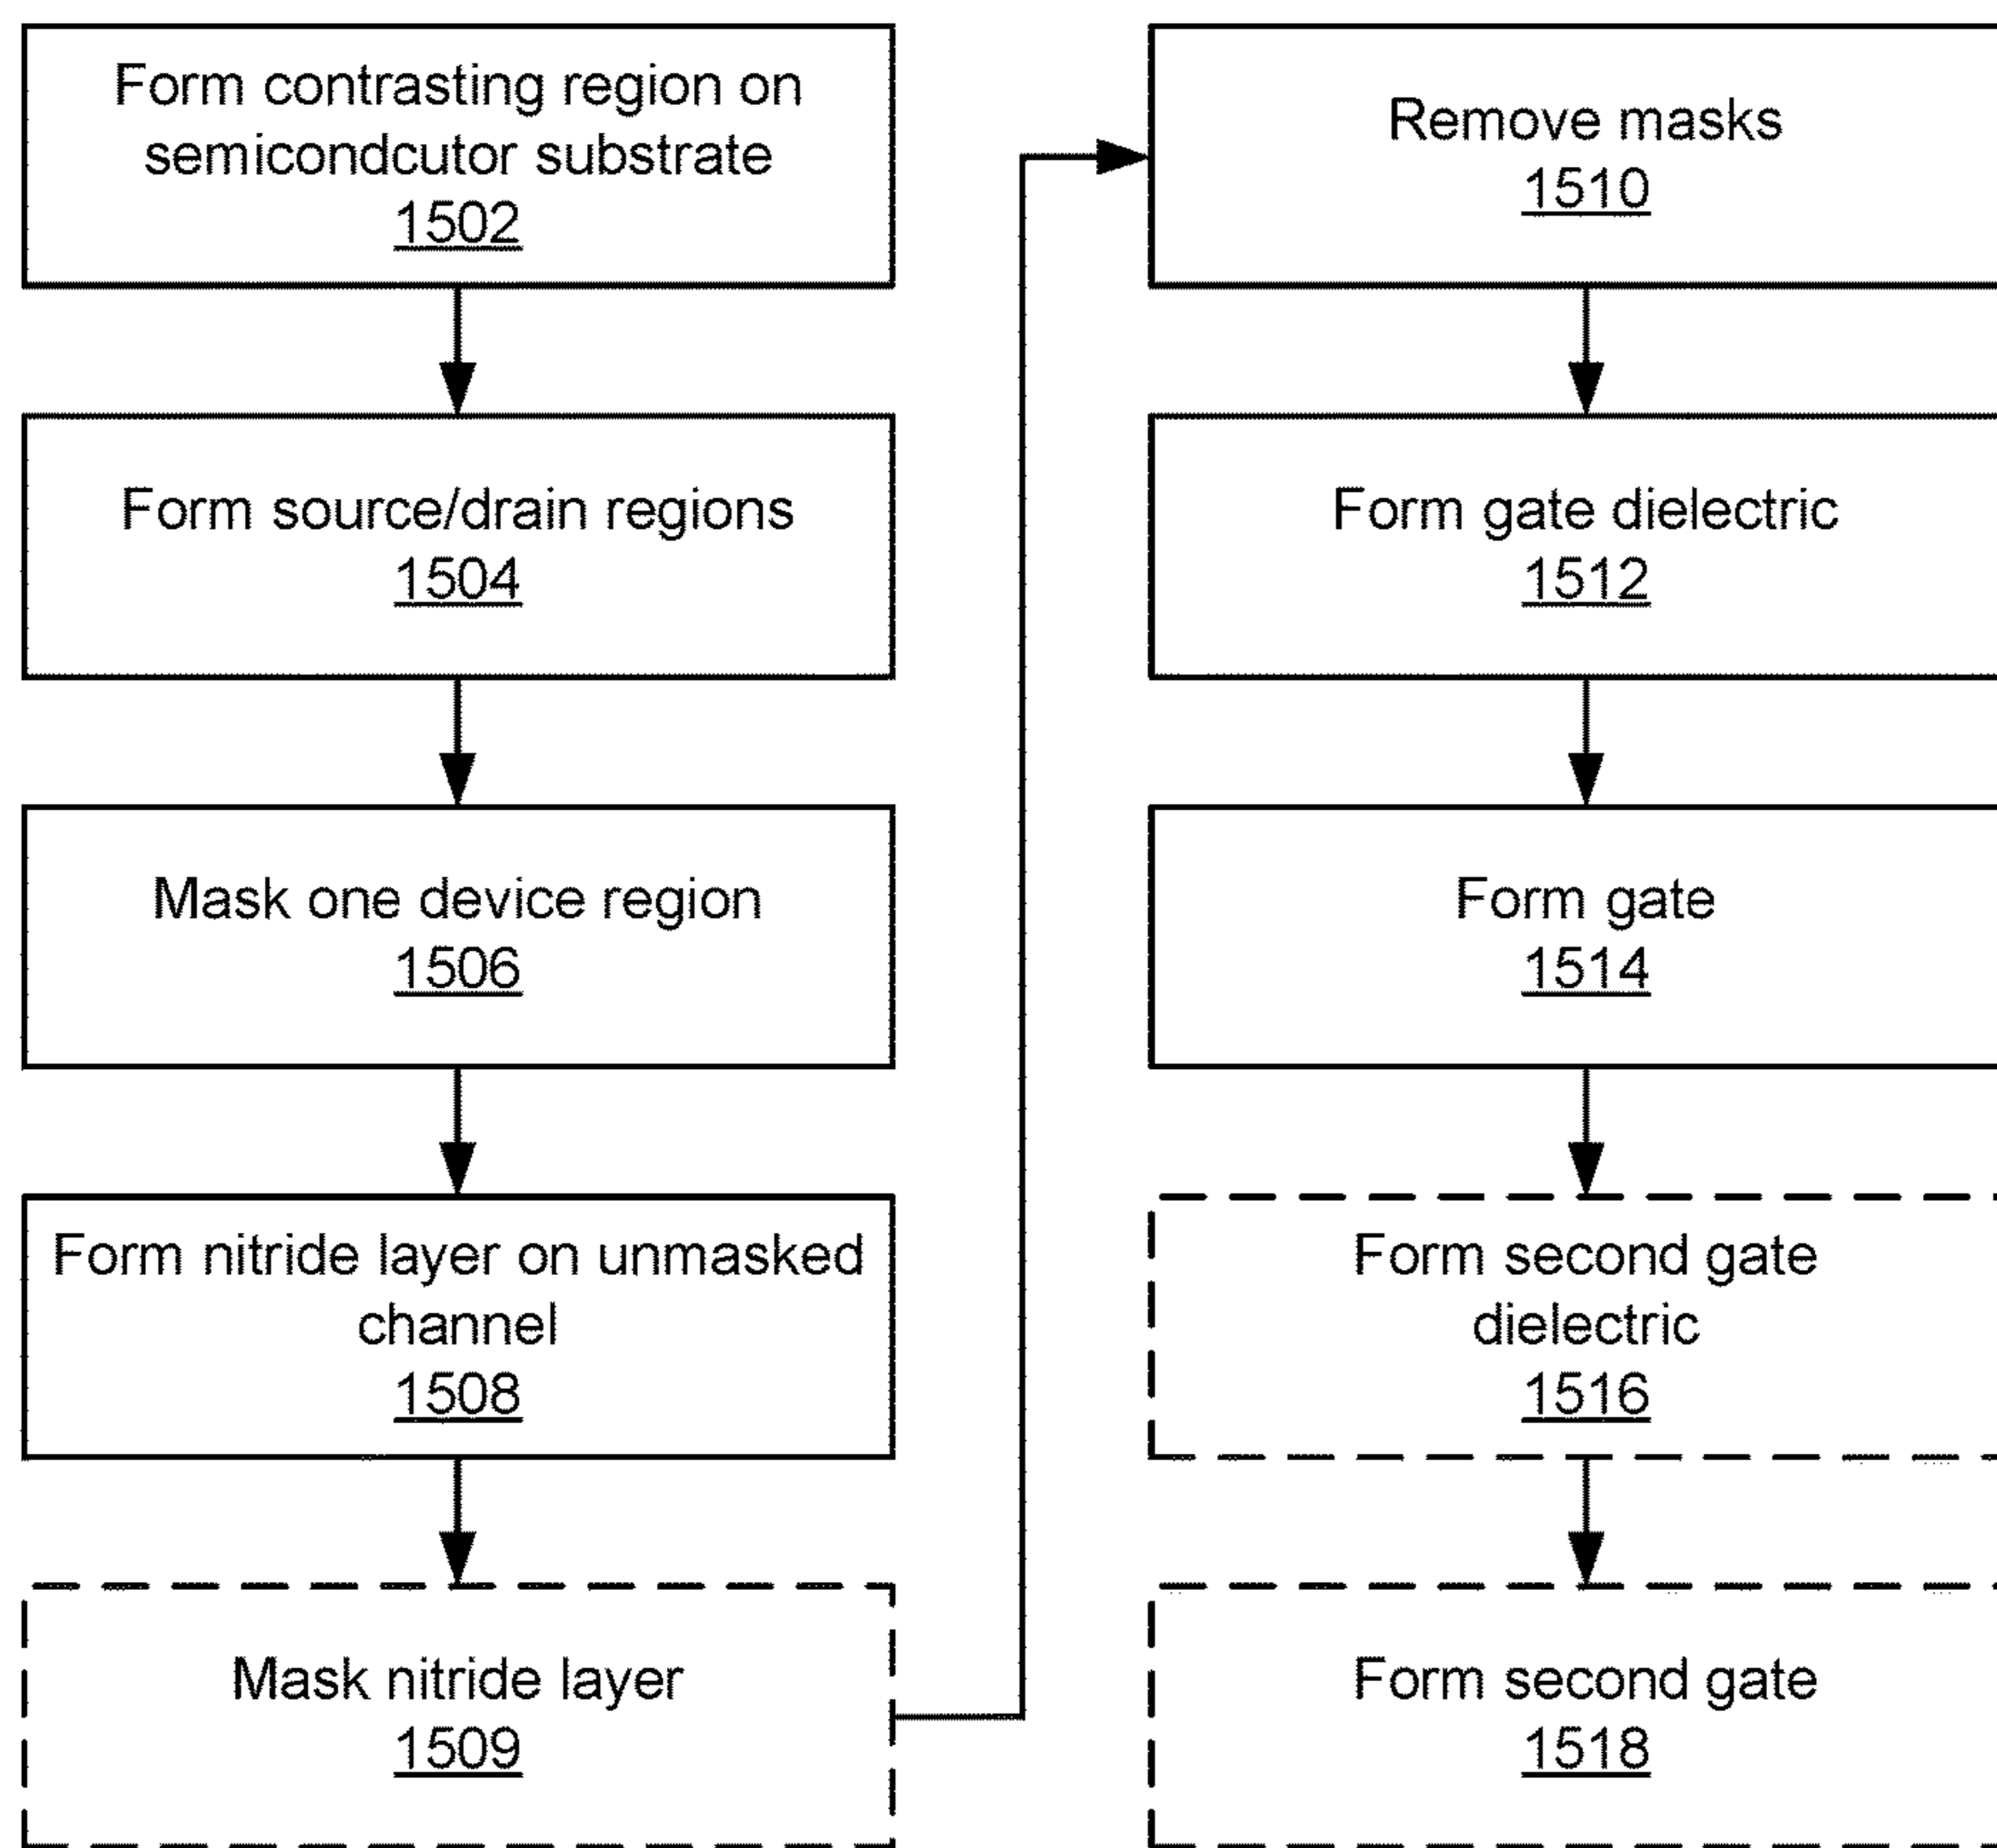 Form contrasting region on
semicondcutor substrate
1502
Form source/drain regions
1504
Mask one device region
1506
Form nitride layer on unmasked
channel
1508
Mask nitride layer
1509
Remove masks
1510
Form gate dielectric
1512
Form gate
1514
Form second gate
dielectric
1516
Form second gate
1518